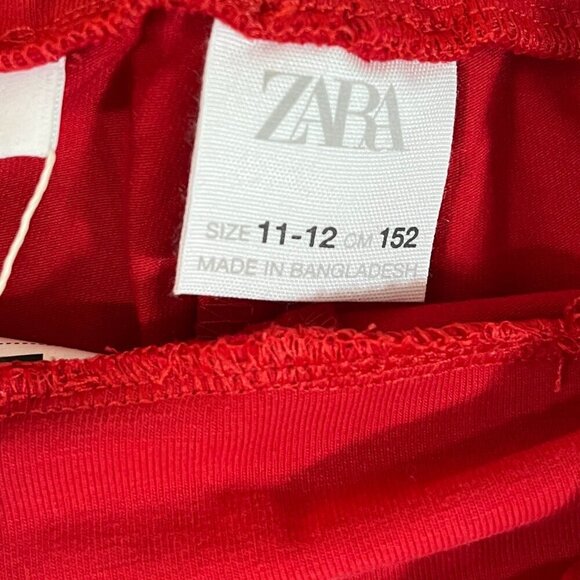 ZARA
SIZE 11-12 CM 152
MADE IN BANGLADESH